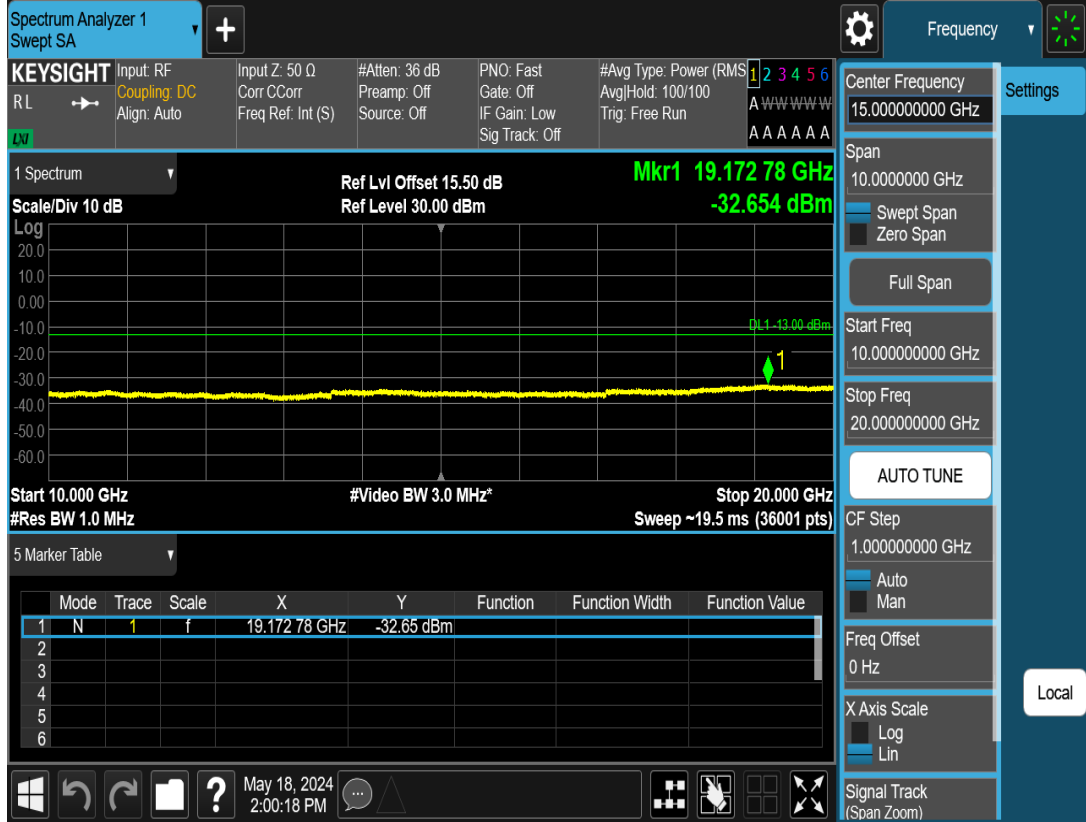 Spectrum Analyzer 1
Swept SA
+
Frequency
KEYSIGHT
RL
LXI
Input: RF
Coupling: DC
Align: Auto
Input Z: 50 Ω
Corr CCorr
Freq Ref: Int (S)
#Atten: 36 dB
Preamp: Off
Source: Off
PNO: Fast
Gate: Off
IF Gain: Low
Sig Track: Off
#Avg Type: Power (RMS
Avg|Hold: 100/100
Trig: Free Run
1 2 3 4 5 6
A W W W W W
A A A A A A
1 Spectrum
Scale/Div 10 dB
Ref Lvl Offset 15.50 dB
Ref Level 30.00 dBm
Mkr1 19.172 78 GHz
-32.654 dBm
Log
20.0
10.0
0.00
-10.0
-20.0
-30.0
-40.0
-50.0
-60.0
DL1 -13.00 dBm
1
Start 10.000 GHz
#Res BW 1.0 MHz
#Video BW 3.0 MHz*
Stop 20.000 GHz
Sweep ~19.5 ms (36001 pts)
5 Marker Table
Mode Trace Scale X Y Function Function Width Function Value
1 N 1 f 19.172 78 GHz -32.65 dBm
2
3
4
5
6
?
May 18, 2024
2:00:18 PM
Center Frequency
15.000000000 GHz
Settings
Span
10.0000000 GHz
Swept Span
Zero Span
Full Span
Start Freq
10.000000000 GHz
Stop Freq
20.000000000 GHz
AUTO TUNE
CF Step
1.000000000 GHz
Auto
Man
Freq Offset
0 Hz
Local
X Axis Scale
Log
Lin
Signal Track
(Span Zoom)